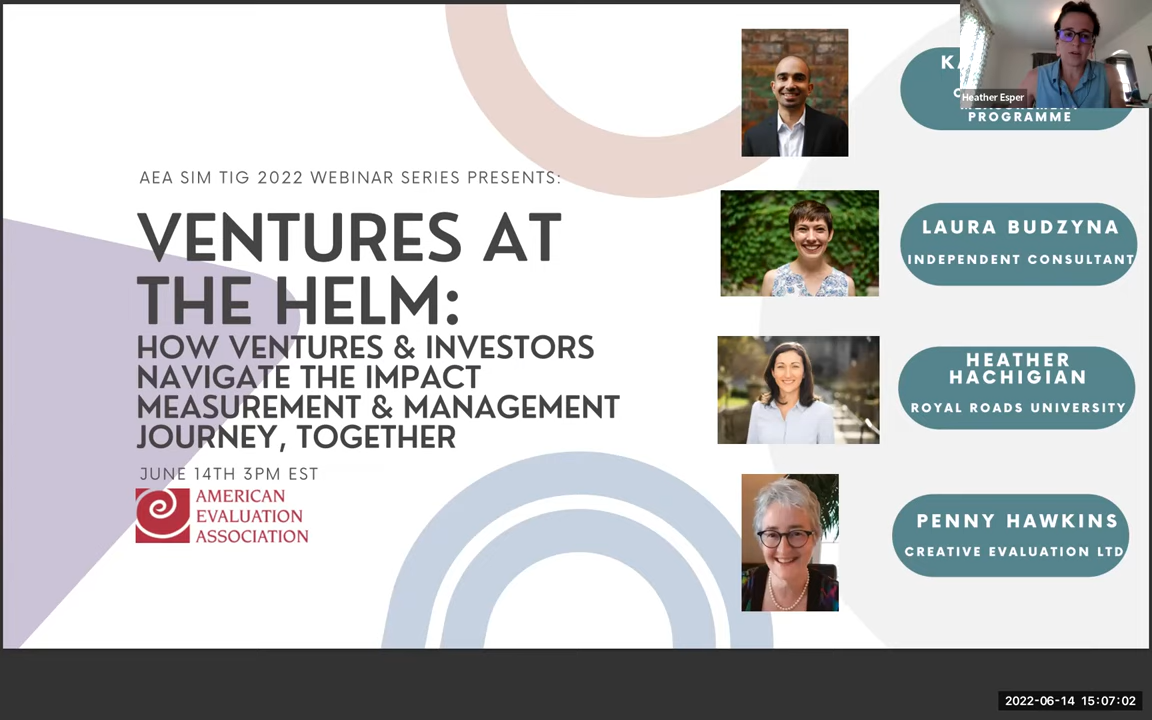 AEA SIM TIG 2022 WEBINAR SERIES PRESENTS:
VENTURES AT
THE HELM:
HOW VENTURES & INVESTORS
NAVIGATE THE IMPACT
MEASUREMENT & MANAGEMENT
JOURNEY, TOGETHER
JUNE 14TH 3PM EST
AMERICAN
EVALUATION
ASSOCIATION
Heather Esper
PROGRAMME
LAURA BUDZYNA
INDEPENDENT CONSULTANT
HEATHER
HACHIGIAN
ROYAL ROADS UNIVERSITY
PENNY HAWKINS
CREATIVE EVALUATION LTD
2022-06-14 15:07:02